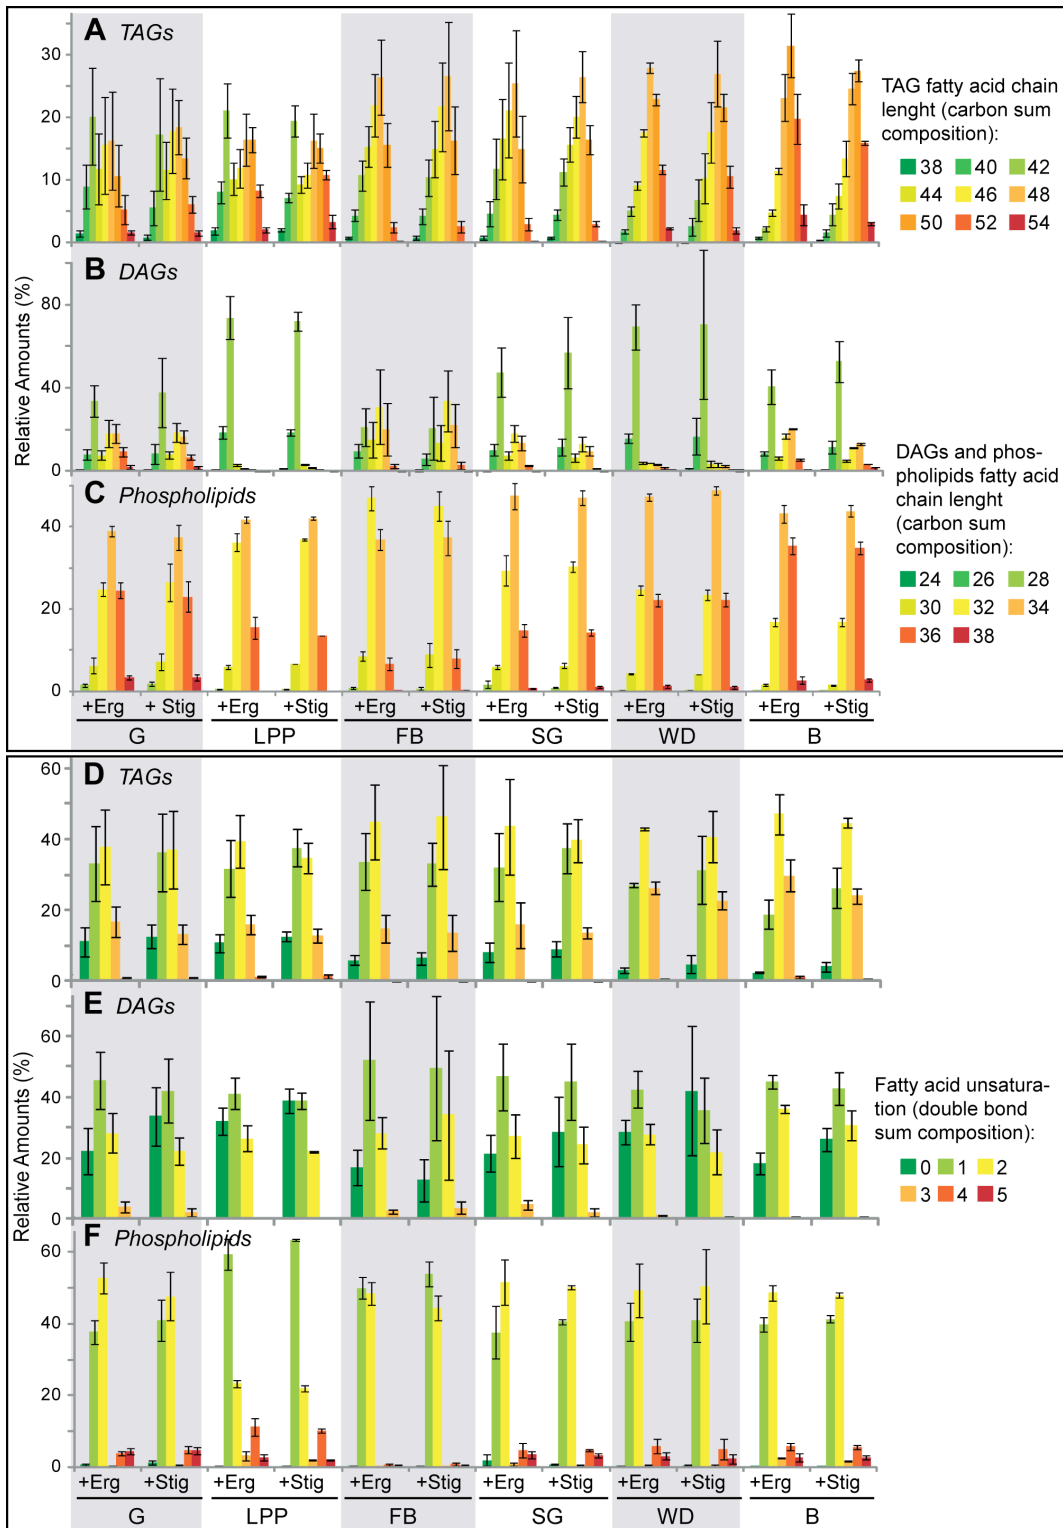 A TAGs
30
20
10
0
TAG fatty acid chain
lenght (carbon sum
composition):
38 40 42
44 46 48
50 52 54
B DAGs
80
40
0
Relative Amounts (%)
C Phospholipids
40
20
0
DAGs and phos-
pholipids fatty acid
chain lenght
(carbon sum
composition):
24 26 28
30 32 34
36 38
+Erg + Stig +Erg +Stig +Erg +Stig +Erg +Stig +Erg +Stig +Erg +Stig
G LPP FB SG WD B
D TAGs
60
40
20
0
E DAGs
60
40
20
0
Relative Amounts (%)
Fatty acid unsatura-
tion (double bond
sum composition):
0 1 2
3 4 5
F Phospholipids
60
40
20
0
+Erg +Stig +Erg +Stig +Erg +Stig +Erg +Stig +Erg +Stig +Erg +Stig
G LPP FB SG WD B